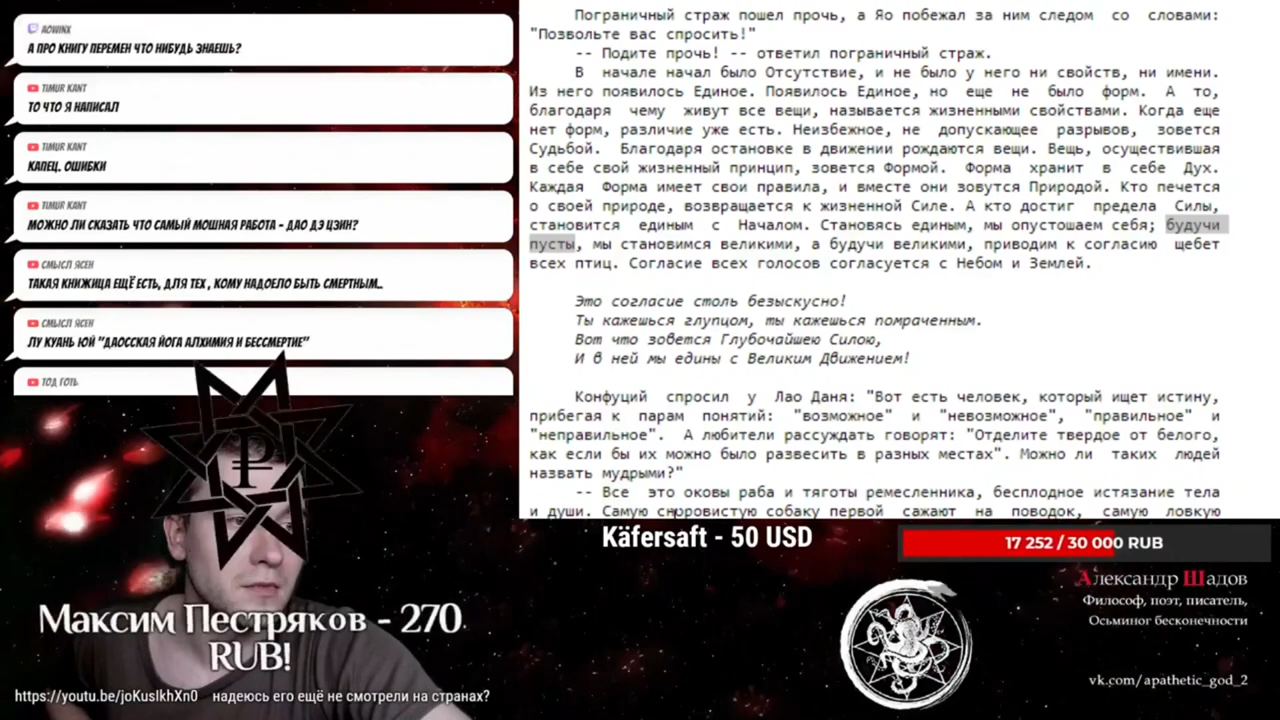 AOWINX
А ПРО КНИГУ ПЕРЕМЕН ЧТО НИБУДЬ ЗНАЕШЬ?
TIMUR KANT
ТО ЧТО Я НАПИСАЛ
TIMUR KANT
КАПЕЦ. ОШИБКИ
TIMUR KANT
МОЖНО ЛИ СКАЗАТЬ ЧТО САМЫЙ МОШНАЯ РАБОТА - ДАО ДЭ ЦЗИН?
СМЫСЛ ЯСЕН
ТАКАЯ КНИЖИЦА ЕЩЁ ЕСТЬ, ДЛЯ ТЕХ , КОМУ НАДОЕЛО БЫТЬ СМЕРТНЫМ..
СМЫСЛ ЯСЕН
ЛУ КУАНЬ ЮЙ "ДАОССКАЯ ЙОГА АЛХИМИЯ И БЕССМЕРТИЕ"
ТОД ГОТЬ
Пограничный страж пошел прочь, а Яо побежал за ним следом со словами:
"Позвольте вас спросить!"
-- Подите прочь! -- ответил пограничный страж.
В начале начал было Отсутствие, и не было у него ни свойств, ни имени.
Из него появилось Единое. Появилось Единое, но еще не было форм. А то,
благодаря чему живут все вещи, называется жизненными свойствами. Когда еще
нет форм, различие уже есть. Неизбежное, не допускающее разрывов, зовется
Судьбой. Благодаря остановке в движении рождаются вещи. Вещь, осуществившая
в себе свой жизненный принцип, зовется Формой. Форма хранит в себе Дух.
Каждая Форма имеет свои правила, и вместе они зовутся Природой. Кто печется
о своей природе, возвращается к жизненной Силе. А кто достиг предела Силы,
становится единым с Началом. Становясь единым, мы опустошаем себя; будучи
пусты, мы становимся великими, а будучи великими, приводим к согласию щебет
всех птиц. Согласие всех голосов согласуется с Небом и Землей.
Это согласие столь безыскусно!
Ты кажешься глупцом, ты кажешься помраченным.
Вот что зовется Глубочайшею Силою,
И в ней мы едины с Великим Движением!
Конфуций спросил у Лао Даня: "Вот есть человек, который ищет истину,
прибегая к парам понятий: "возможное" и "невозможное", "правильное" и
"неправильное". А любители рассуждать говорят: "Отделите твердое от белого,
как если бы их можно было развесить в разных местах". Можно ли таких людей
назвать мудрыми?"
-- Все это оковы раба и тяготы ремесленника, бесплодное истязание тела
и души. Самую сноровистую собаку первой сажают на поводок, самую ловкую
Käfersaft - 50 USD
17 252 / 30 000 RUB
Александр Шадов
Философ, поэт, писатель,
Осьминог бесконечности
vk.com/apathetic_god_2
Максим Пестряков - 270
RUB!
https://youtu.be/joKuslkhXn0 надеюсь его ещё не смотрели на странах?